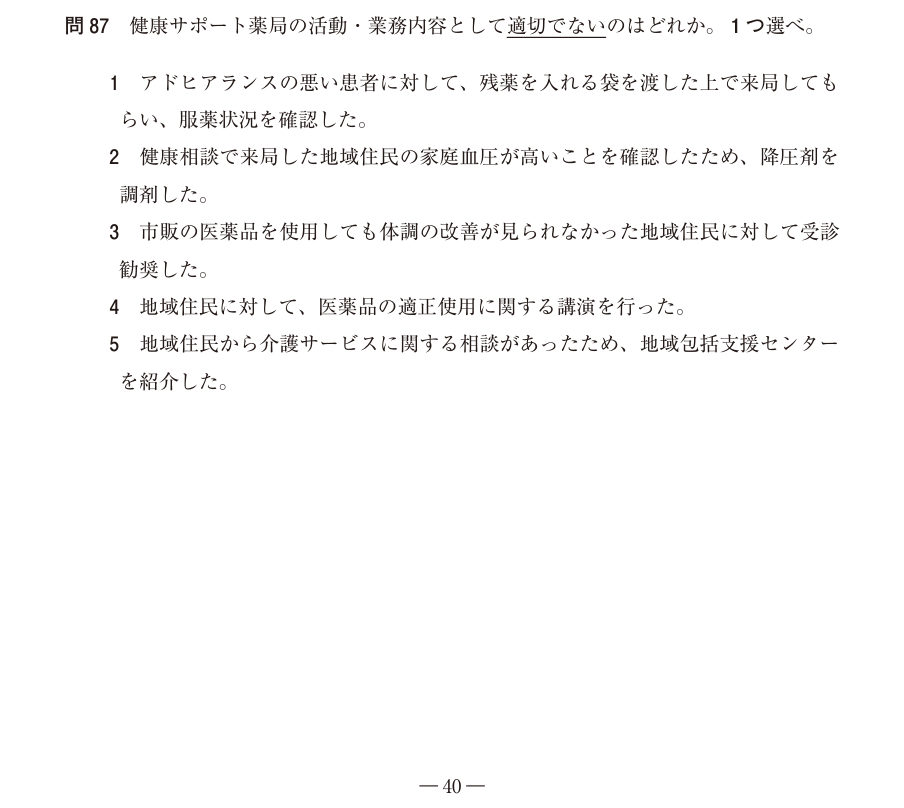 問 87 健康サポート薬局の活動・業務内容として適切でないのはどれか。1つ選べ。
1 アドヒアランスの悪い患者に対して、残薬を入れる袋を渡した上で来局しても
らい、服薬状況を確認した。
2 健康相談で来局した地域住民の家庭血圧が高いことを確認したため、降圧剤を
調剤した。
3 市販の医薬品を使用しても体調の改善が見られなかった地域住民に対して受診
勧奨した。
4 地域住民に対して、医薬品の適正使用に関する講演を行った。
5 地域住民から介護サービスに関する相談があったため、地域包括支援センター
を紹介した。
— 40 —